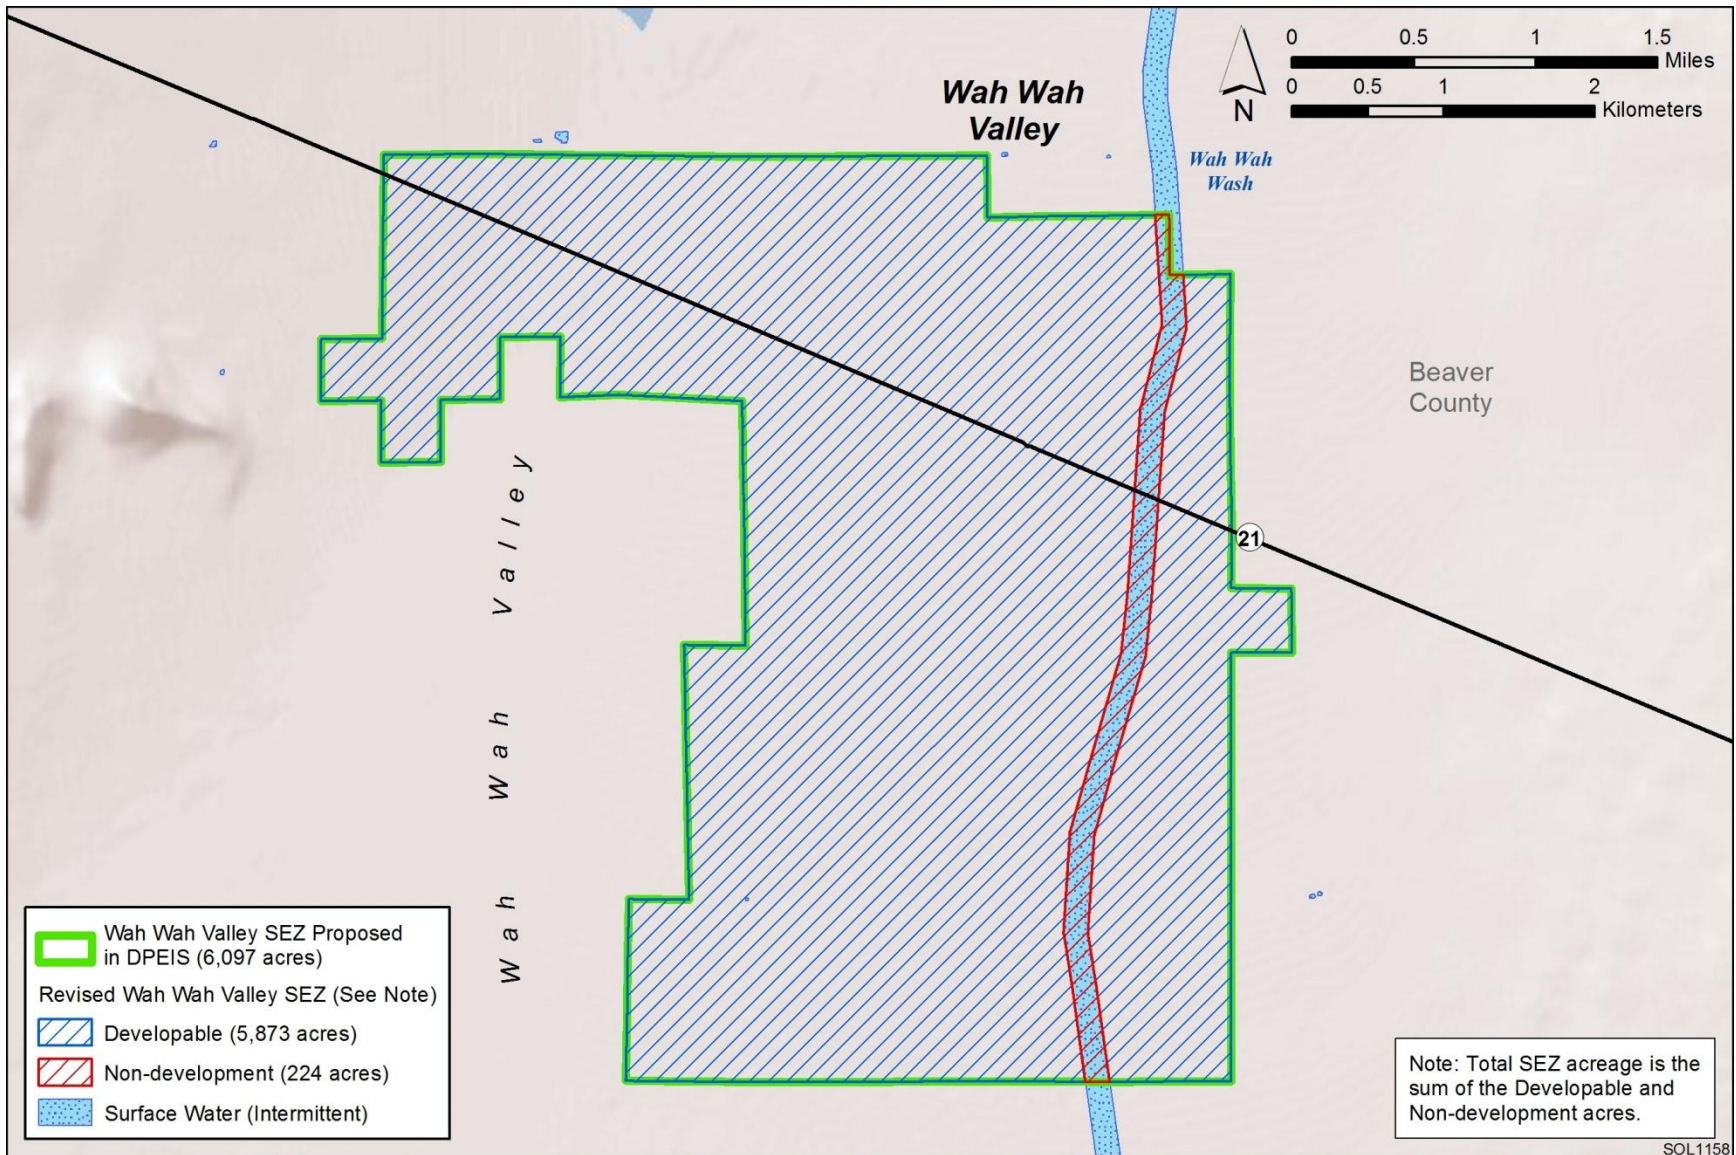 Wah Wah
Valley
0 0.5 1 1.5
Miles
0 0.5 1 2
Kilometers
N
Wah Wah
Wash
Beaver
County
21
Wah Wah Valley
Wah Wah Valley SEZ Proposed
in DPEIS (6,097 acres)
Revised Wah Wah Valley SEZ (See Note)
Developable (5,873 acres)
Non-development (224 acres)
Surface Water (Intermittent)
Note: Total SEZ acreage is the
sum of the Developable and
Non-development acres.
SOL1158